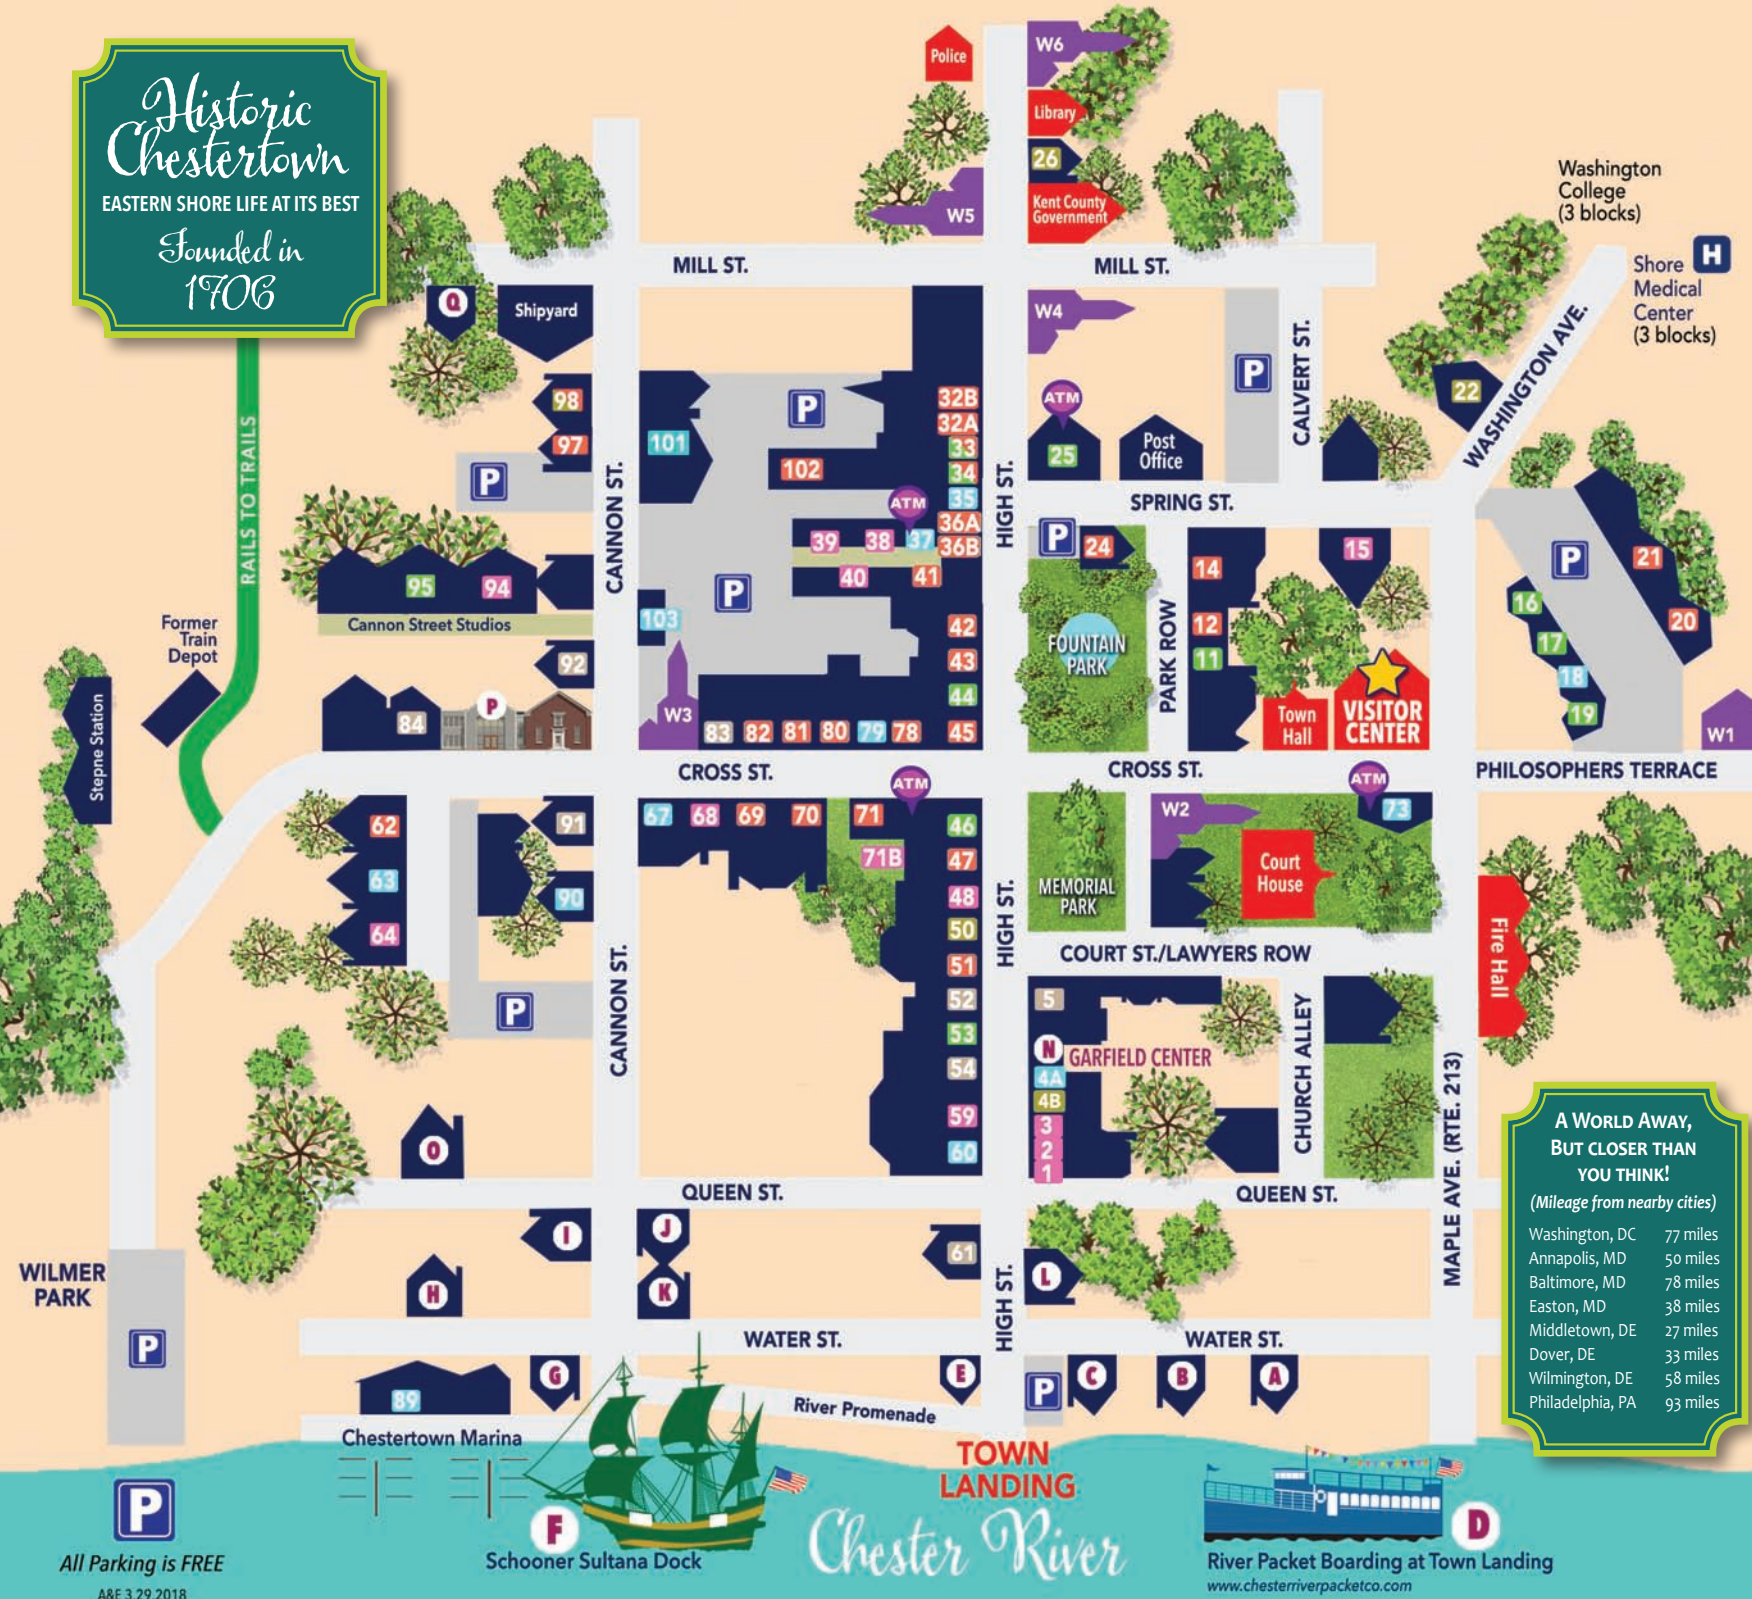 Historic
Chestertown
EASTERN SHORE LIFE AT ITS BEST
Founded in
1706
Police
W6
Library
26
Kent County
Government
W5
Washington
College
(3 blocks)
H
Shore
Medical
Center
(3 blocks)
MILL ST.
MILL ST.
Q
Shipyard
W4
P
CALVERT ST.
WASHINGTON AVE.
22
98
97
P
101
P
102
32B
32A
33
34
35
36A
36B
ATM
ATM
25
Post
Office
HIGH ST.
SPRING ST.
CANNON ST.
RAILS TO TRAILS
39
38
37
40
41
P
P
24
14
15
P
21
16
17
18
19
20
95
94
Cannon Street Studios
103
42
43
44
45
FOUNTAIN
PARK
PARK ROW
12
11
Former
Train
Depot
92
84
P
W3
83
82
81
80
79
78
Town
Hall
VISITOR
CENTER
W1
Stepne Station
CROSS ST.
CROSS ST.
PHILOSOPHERS TERRACE
ATM
ATM
62
63
64
91
90
67
68
69
70
71
71B
46
47
48
50
51
52
53
54
59
60
W2
73
Court
House
MEMORIAL
PARK
HIGH ST.
COURT ST./LAWYERS ROW
Fire Hall
P
CANNON ST.
5
N
GARFIELD CENTER
4A
4B
3
2
1
CHURCH ALLEY
MAPLE AVE. (RTE. 213)
O
QUEEN ST.
QUEEN ST.
I
J
K
H
61
L
HIGH ST.
WILMER
PARK
P
WATER ST.
WATER ST.
89
G
E
P
C
B
A
River Promenade
Chestertown Marina
TOWN
LANDING
Chester River
F
Schooner Sultana Dock
D
River Packet Boarding at Town Landing
www.chesterriverpacketco.com
P
All Parking is FREE
A&E 3.29.2018
A WORLD AWAY,
BUT CLOSER THAN
YOU THINK!
(Mileage from nearby cities)
Washington, DC 77 miles
Annapolis, MD 50 miles
Baltimore, MD 78 miles
Easton, MD 38 miles
Middletown, DE 27 miles
Dover, DE 33 miles
Wilmington, DE 58 miles
Philadelphia, PA 93 miles